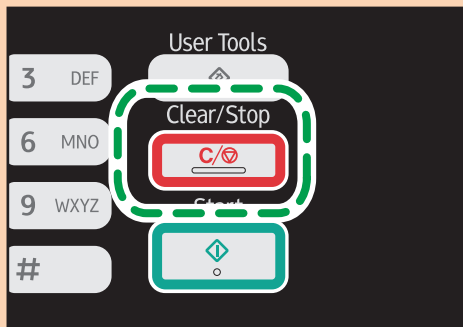 User Tools
3 DEF
Clear/Stop
6 MNO
C/
9 WXYZ
Start
#